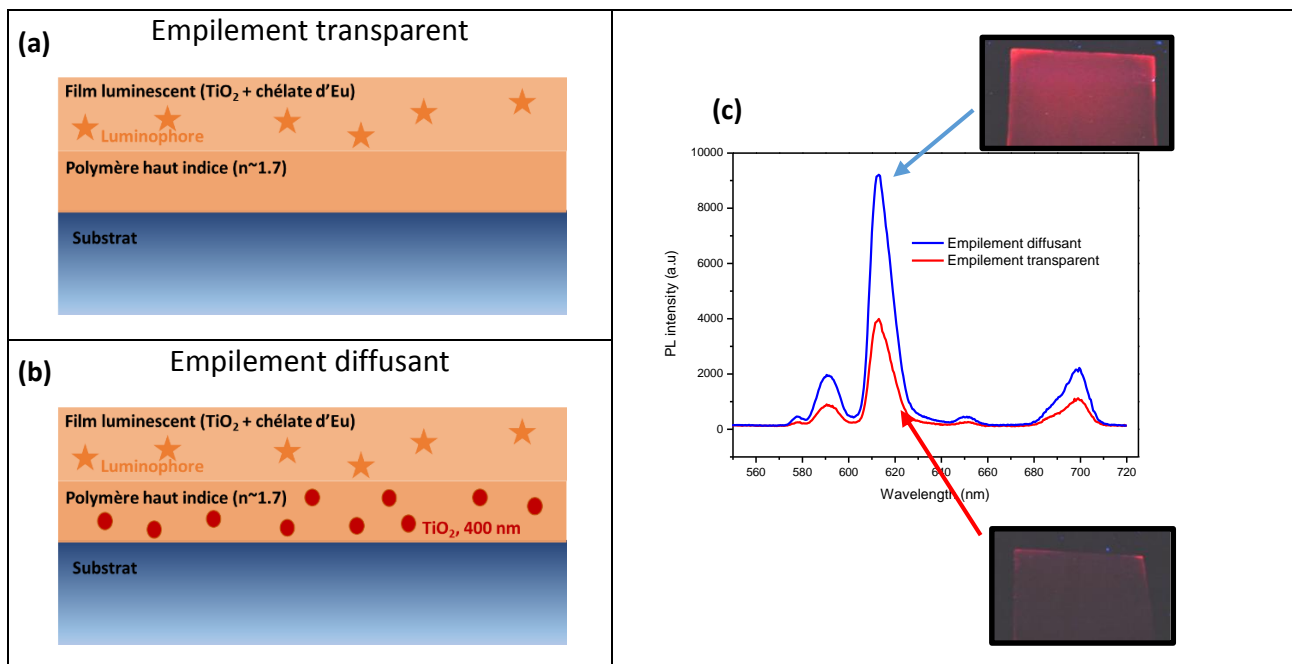 (a)
Empilement transparent
Film luminescent (TiO₂ + chélate d'Eu)
Luminophore
Polymère haut indice (n~1.7)
Substrat
(b)
Empilement diffusant
Film luminescent (TiO₂ + chélate d'Eu)
Luminophore
Polymère haut indice (n~1.7)
TiO₂, 400 nm
Substrat
(c)
10000
8000
6000
4000
2000
0
PL intensity (a.u)
Empilement diffusant
Empilement transparent
560 580 600 620 640 660 680 700 720
Wavelength (nm)